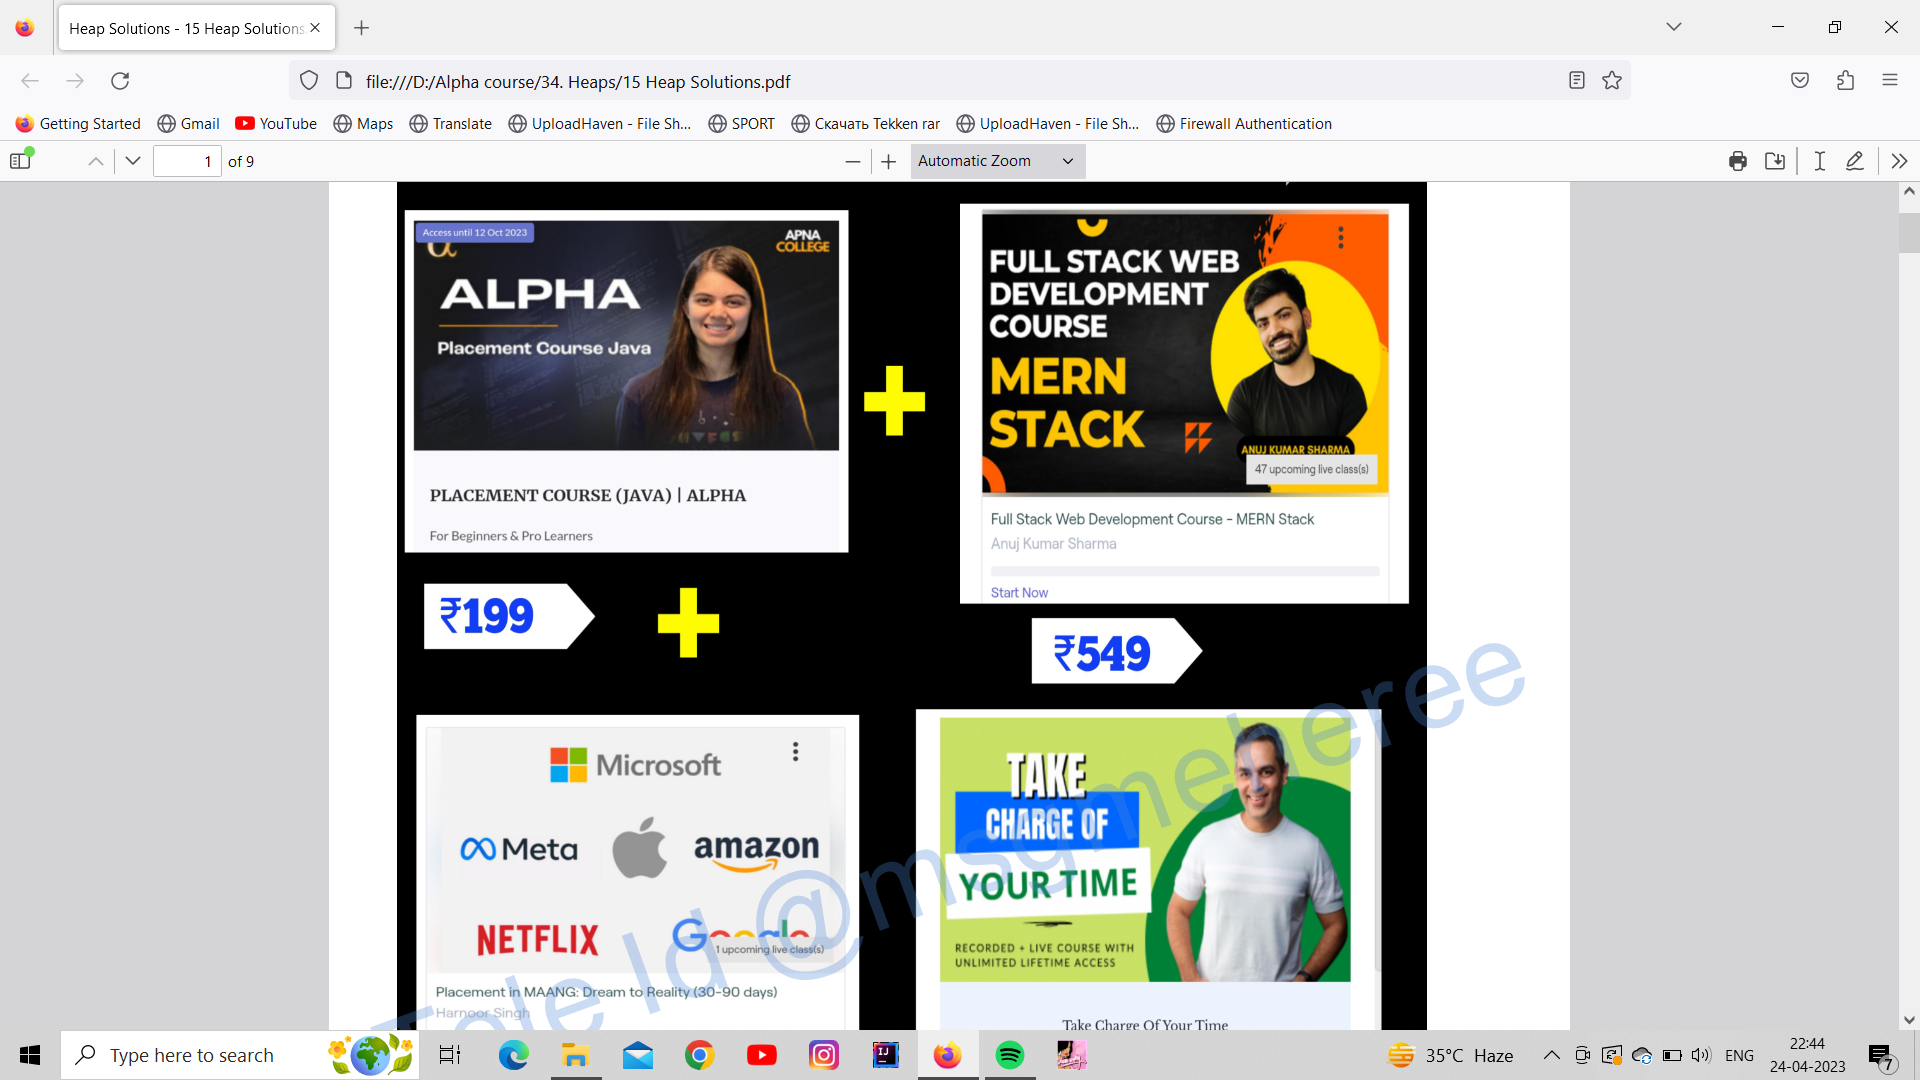 Heap Solutions - 15 Heap Solutions
file:///D:/Alpha course/34. Heaps/15 Heap Solutions.pdf
Getting Started
Gmail
YouTube
Maps
Translate
UploadHaven - File Sh...
SPORT
Скачать Tekken rar
UploadHaven - File Sh...
Firewall Authentication
1 of 9
Automatic Zoom
Access until 12 Oct 2023
APNA
COLLEGE
α
ALPHA
Placement Course Java
PLACEMENT COURSE (JAVA) | ALPHA
For Beginners & Pro Learners
₹199
FULL STACK WEB
DEVELOPMENT
COURSE
MERN
STACK
ANUJ KUMAR SHARMA
47 upcoming live class(s)
Full Stack Web Development Course - MERN Stack
Anuj Kumar Sharma
Start Now
₹549
Microsoft
Meta
amazon
NETFLIX
Google
1 upcoming live class(s)
Placement in MAANG: Dream to Reality (30-90 days)
Harnoor Singh
TAKE
CHARGE OF
YOUR TIME
RECORDED + LIVE COURSE WITH
UNLIMITED LIFETIME ACCESS
Take Charge Of Your Time
Tele Id @msgmeheree
Type here to search
IJ
35°C Haze
ENG
22:44
24-04-2023
7